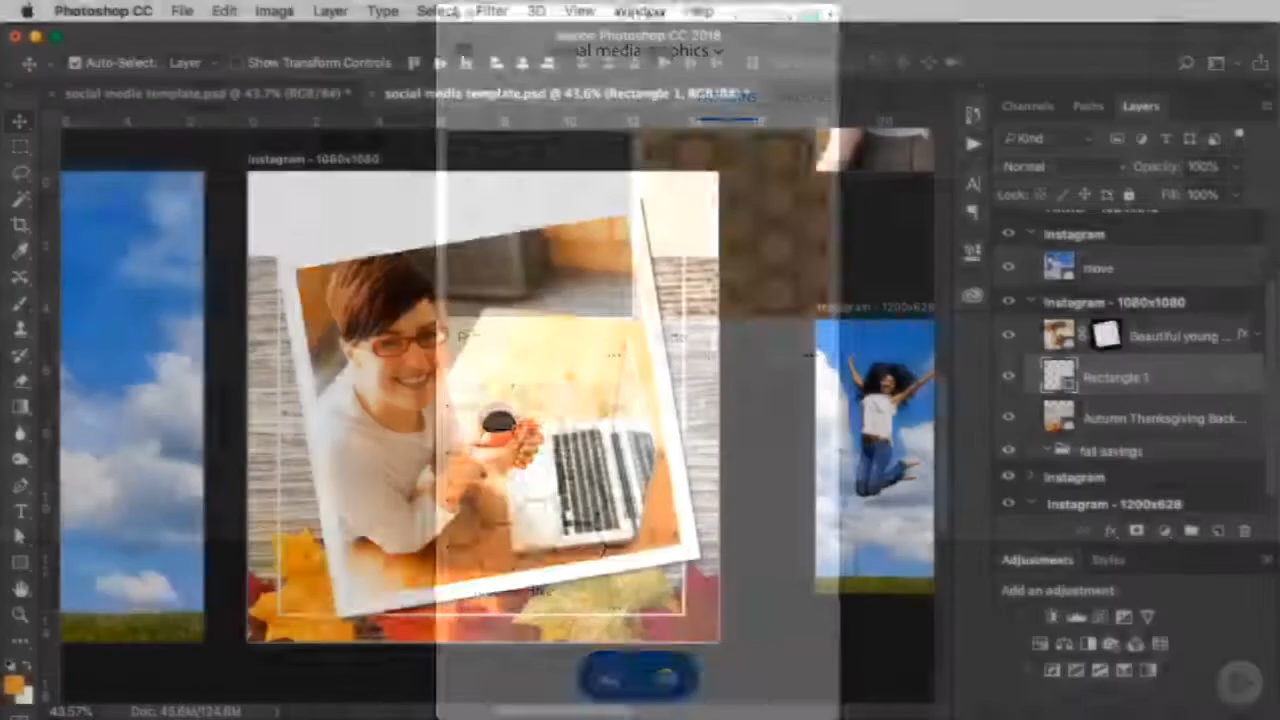 Photoshop CC File Edit Image Layer Type Select Filter 3D View Window Help
Photoshop CC 2018
al media graphics
Auto-Select: Layer Show Transform Controls
social media template.psd @ 43.7% (RGB/8#) * social media template.psd @ 43.6% (Rectangle 1, RGB/8#) *
Channels Paths Layers
Kind
Normal Opacity: 100%
Lock: Fill: 100%
Instagram - 1080x1080
Instagram
move
Instagram - 1080x1080
Beautiful young ... fx
Rectangle 1
Autumn Thanksgiving Back...
fall savings
Instagram
Instagram - 1200x628
Instagram - 1200x628
Adjustments Styles
Add an adjustment
43.57% Doc: 45.6M/124.6M